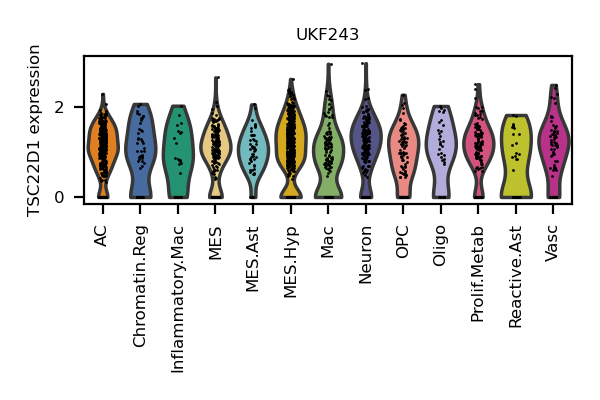 UKF243
TSC22D1 expression
2
0
AC
Chromatin.Reg
Inflammatory.Mac
MES
MES.Ast
MES.Hyp
Mac
Neuron
OPC
Oligo
Prolif.Metab
Reactive.Ast
Vasc